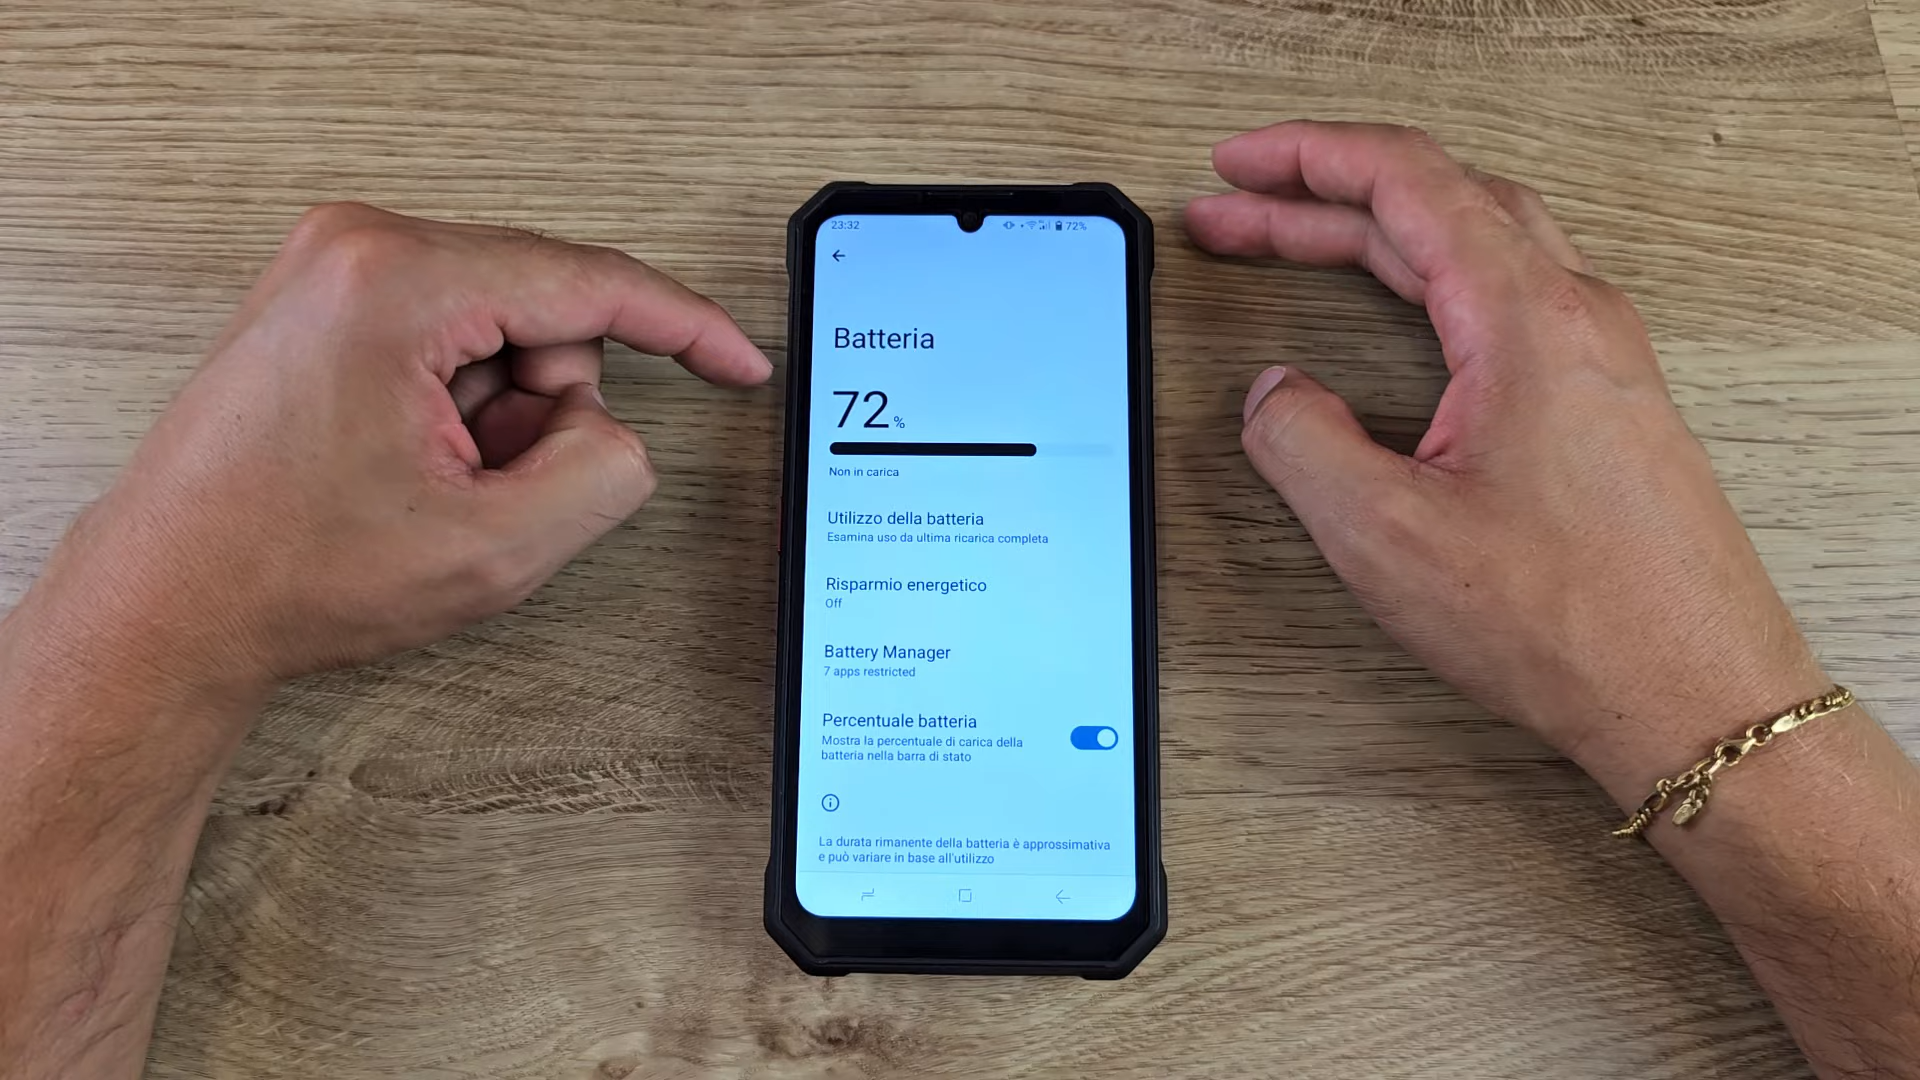 23:32
72%
Batteria
72%
Non in carica
Utilizzo della batteria
Esamina uso da ultima ricarica completa
Risparmio energetico
Off
Battery Manager
7 apps restricted
Percentuale batteria
Mostra la percentuale di carica della
batteria nella barra di stato
La durata rimanente della batteria è approssimativa
e può variare in base all'utilizzo